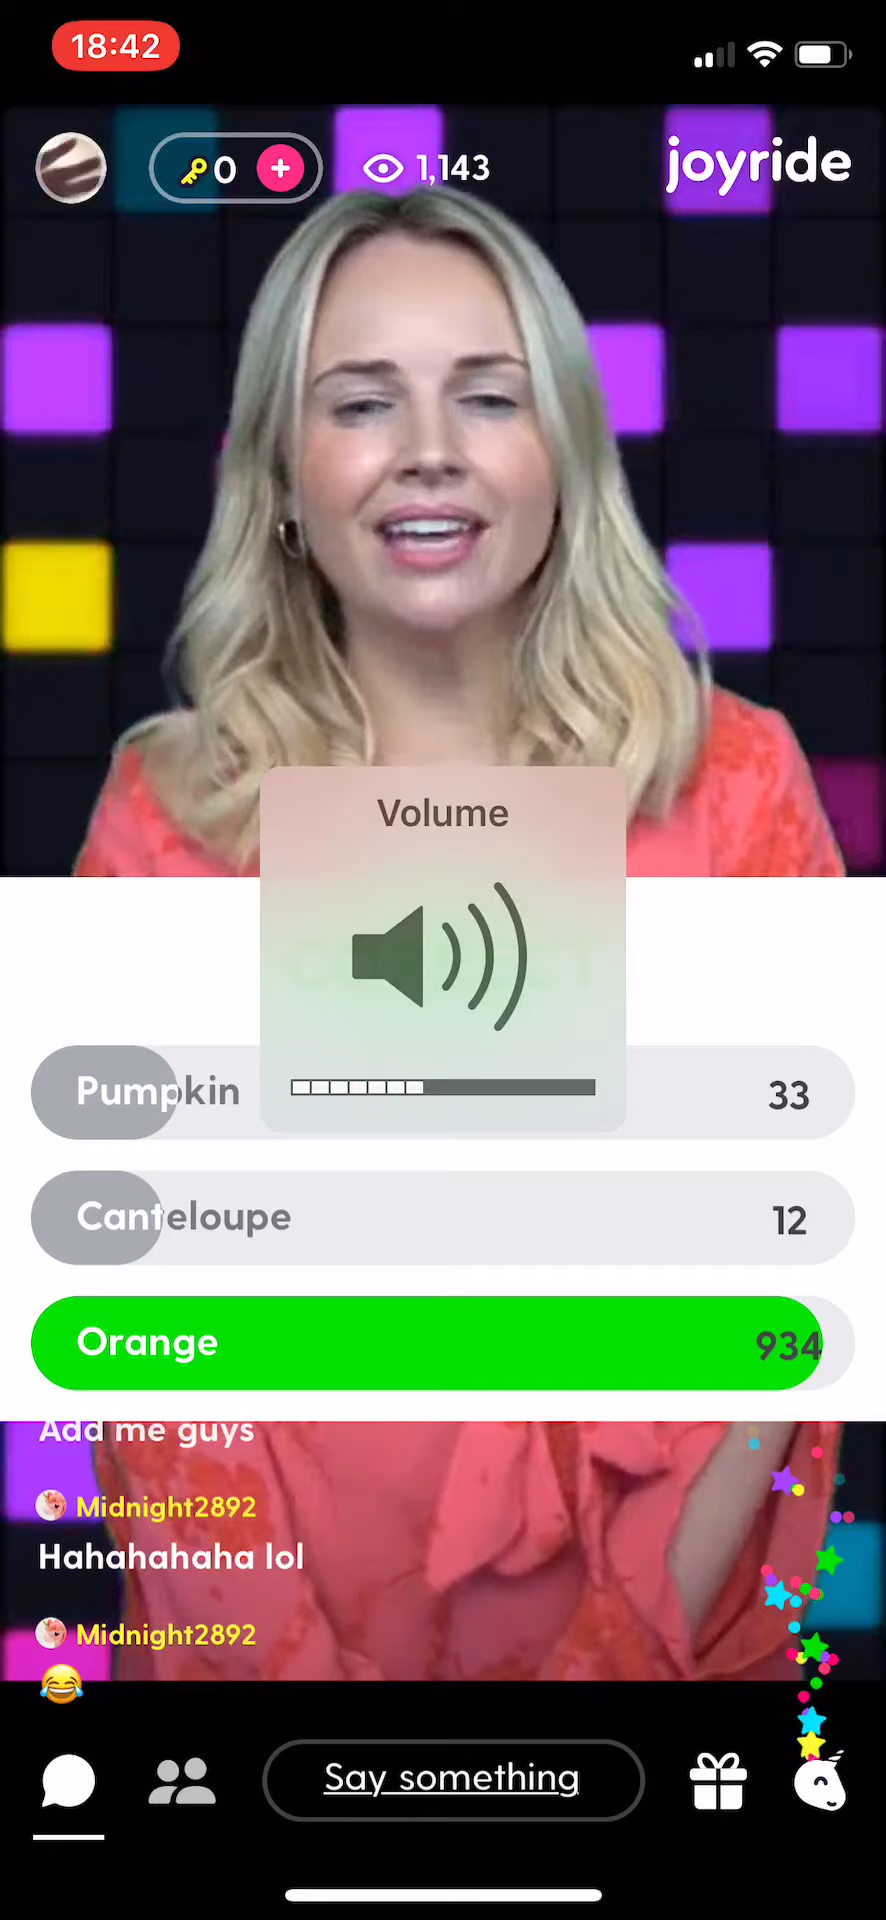 18:42
0 + 1,143 joyride
Volume
Pumpkin 33
Canteloupe 12
Orange 934
Add me guys
Midnight2892
Hahahahaha lol
Midnight2892
😂
Say something